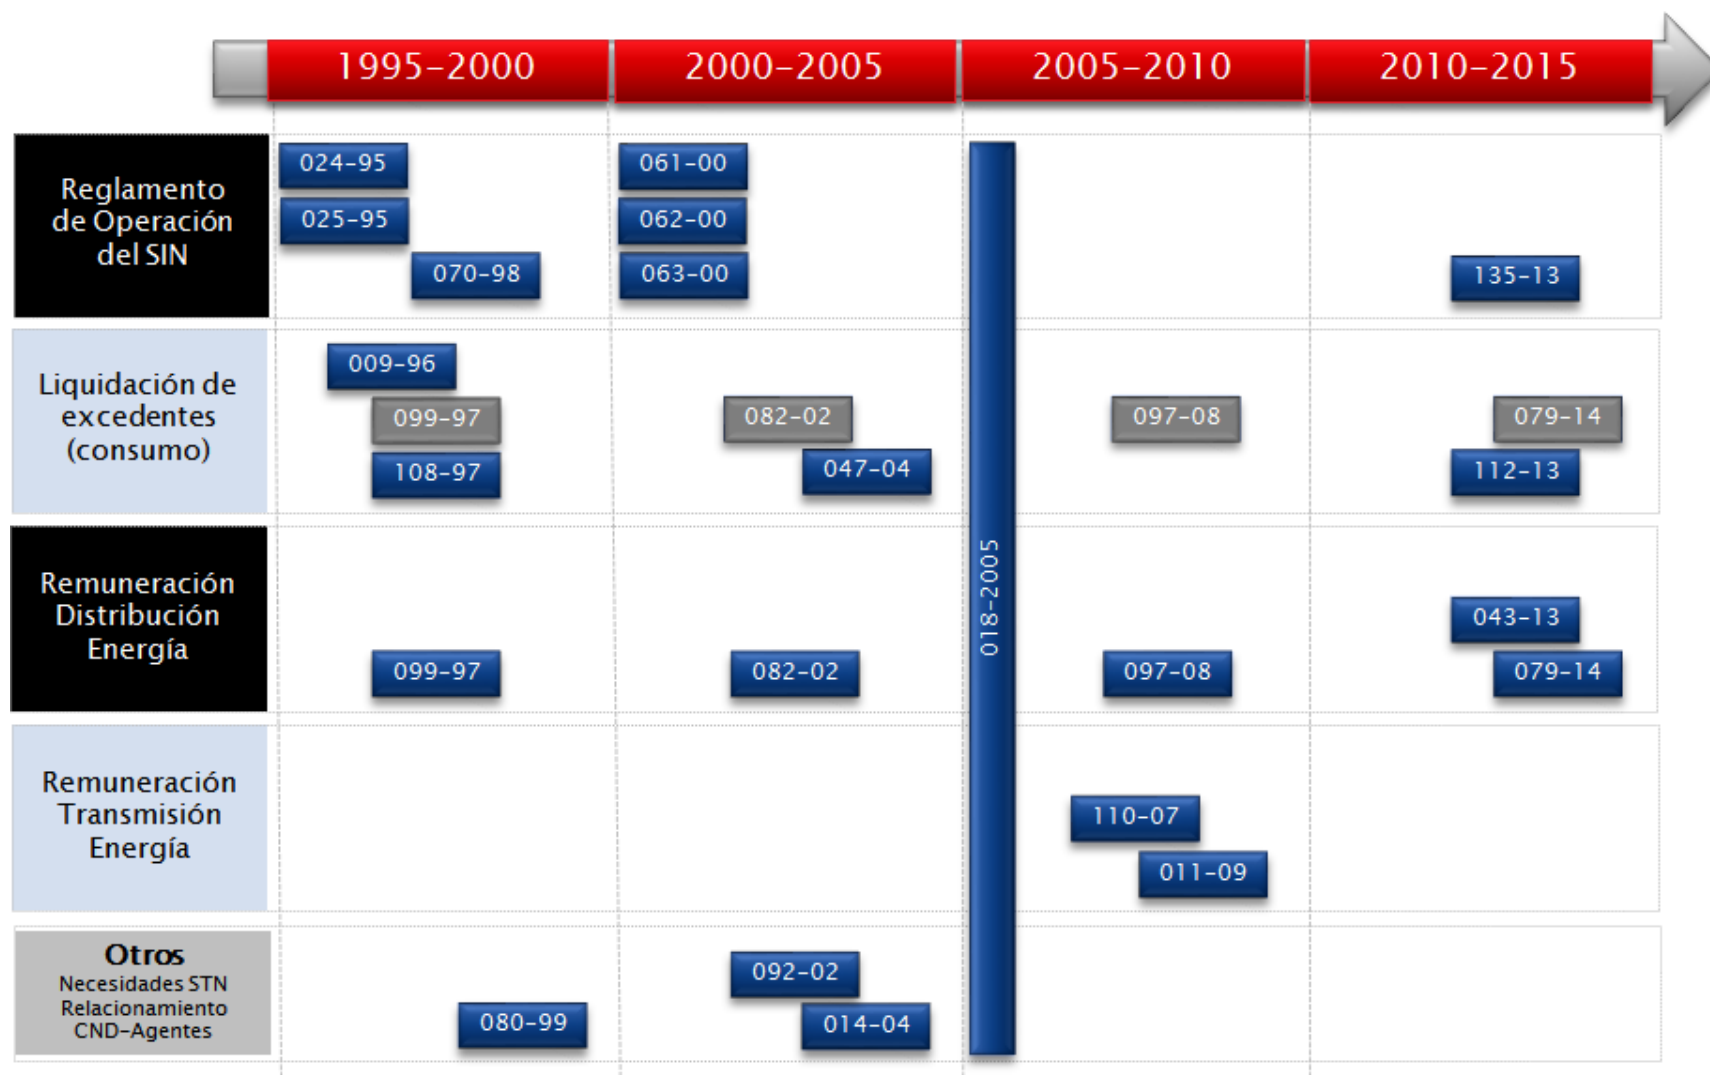 1995-2000
2000-2005
2005-2010
2010-2015
Reglamento
de Operación
del SIN
024-95
025-95
070-98
061-00
062-00
063-00
135-13
Liquidación de
excedentes
(consumo)
009-96
099-97
108-97
082-02
047-04
097-08
079-14
112-13
018-2005
Remuneración
Distribución
Energía
099-97
082-02
097-08
043-13
079-14
Remuneración
Transmisión
Energía
110-07
011-09
Otros
Necesidades STN
Relacionamiento
CND-Agentes
080-99
092-02
014-04